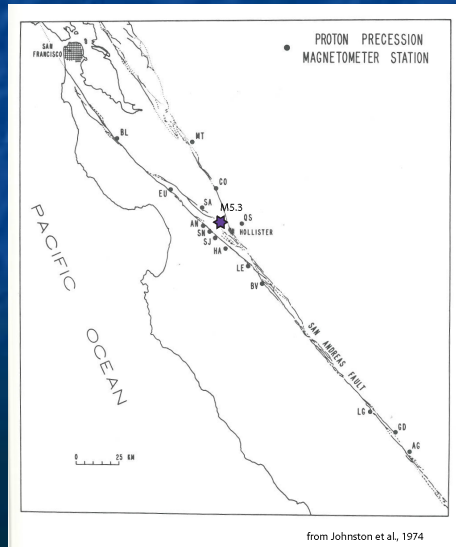 PROTON PRECESSION
MAGNETOMETER STATION
SAN
FRANCISCO
BL
MT
CO
EU
SA
M5.3
QS
AN
SN
HOLLISTER
SJ
HA
LE
BV
PACIFIC OCEAN
SAN ANDREAS FAULT
LG
GD
AG
0 25 KM
from Johnston et al., 1974